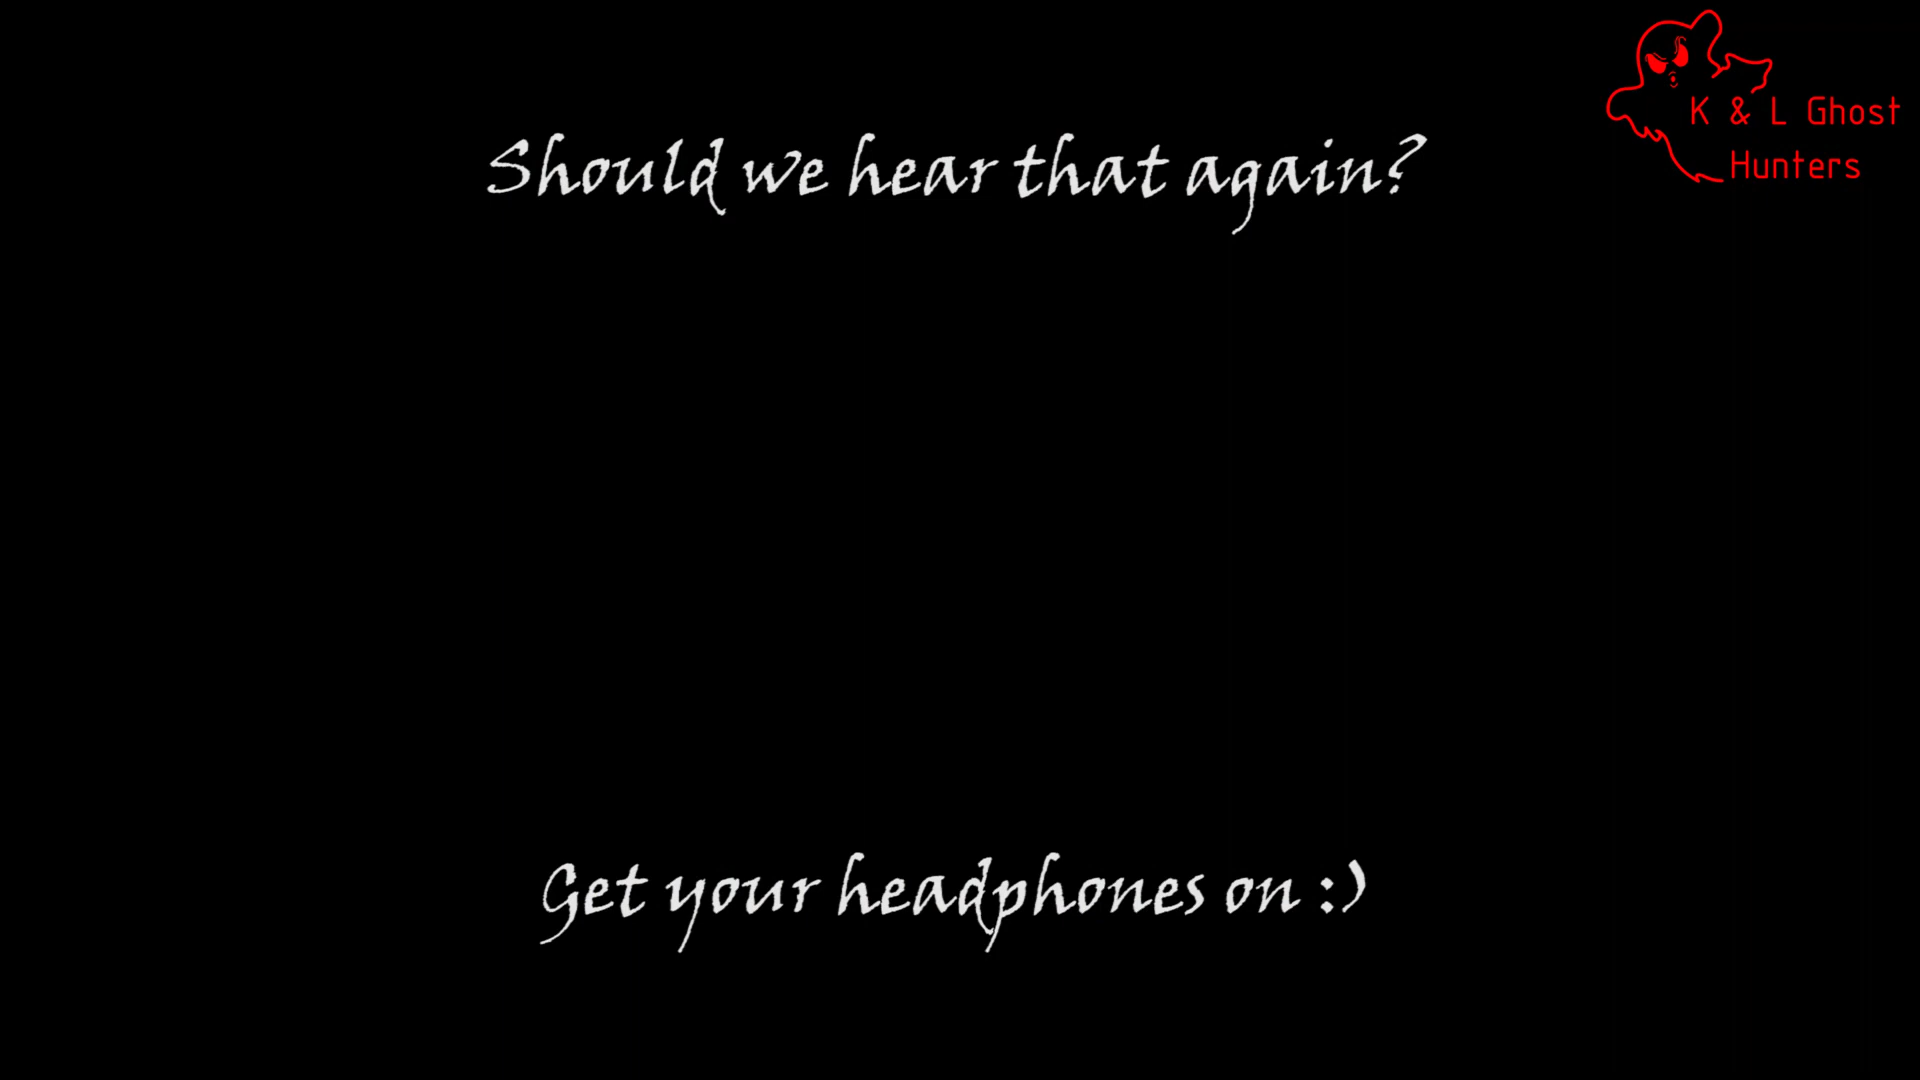 K & L Ghost
Hunters
Should we hear that again?
Get your headphones on :)